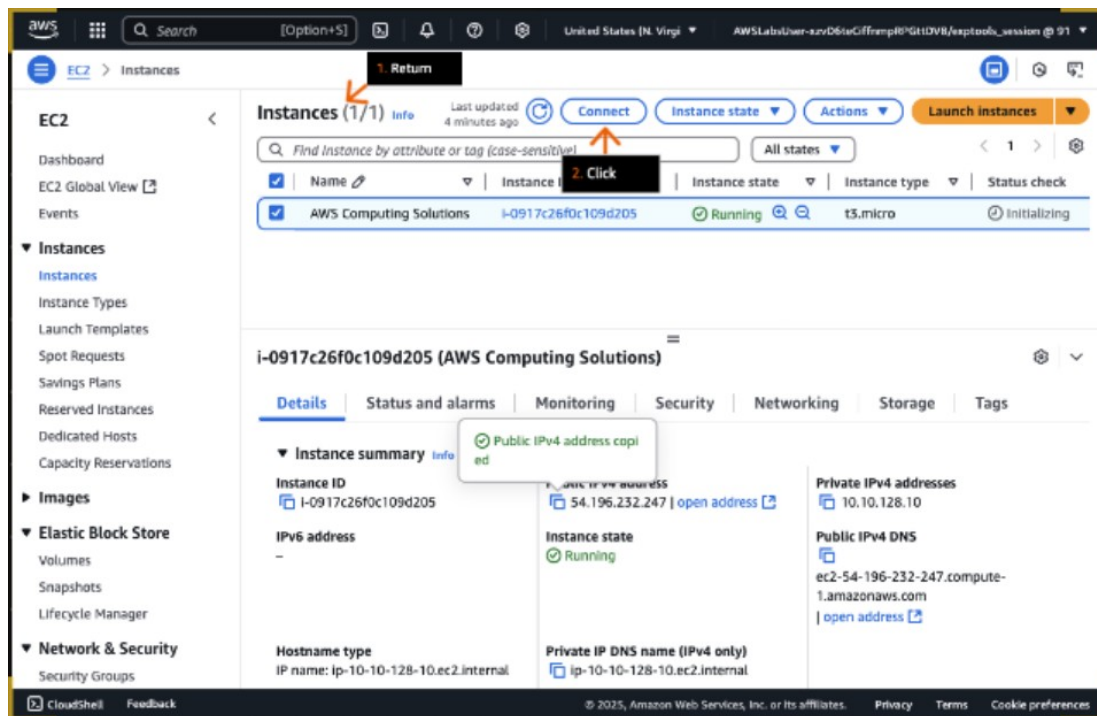 aws
Search [Option+S]
United States (N. Virgi
EC2 > Instances
1. Return
EC2
Dashboard
EC2 Global View
Events
Instances
Instances
Instance Types
Launch Templates
Spot Requests
Savings Plans
Reserved Instances
Dedicated Hosts
Capacity Reservations
Images
Elastic Block Store
Volumes
Snapshots
Lifecycle Manager
Network & Security
Security Groups
Instances (1/1) Info
Last updated
4 minutes ago
Connect
Instance state
Actions
Launch instances
Find Instance by attribute or tag (case-sensitive)
All states
1
2. Click
Name
Instance
Instance state
Instance type
Status check
AWS Computing Solutions i-0917c26f0c109d205 Running t3.micro Initializing
i-0917c26f0c109d205 (AWS Computing Solutions)
Details Status and alarms Monitoring Security Networking Storage Tags
Public IPv4 address copi
ed
Instance summary Info
Instance ID
i-0917c26f0c109d205
Public IPv4 address
54.196.232.247 | open address
Private IPv4 addresses
10.10.128.10
IPv6 address
–
Instance state
Running
Public IPv4 DNS
ec2-54-196-232-247.compute-
1.amazonaws.com
| open address
Hostname type
IP name: ip-10-10-128-10.ec2.internal
Private IP DNS name (IPv4 only)
ip-10-10-128-10.ec2.internal
CloudShell Feedback
© 2025, Amazon Web Services, Inc. or its affiliates. Privacy Terms Cookie preferences